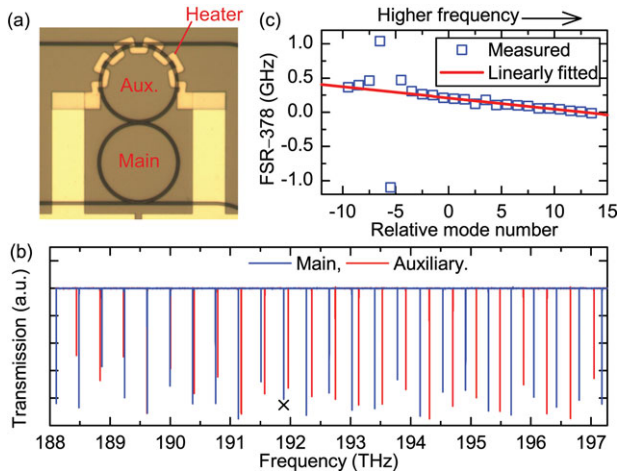 (a)
Heater
Aux.
Main
(c)
Higher frequency
FSR−378 (GHz)
1.0
0.5
0.0
-0.5
-1.0
Measured
Linearly fitted
-10 -5 0 5 10 15
Relative mode number
(b)
Transmission (a.u.)
Main, Auxiliary.
×
188 189 190 191 192 193 194 195 196 197
Frequency (THz)